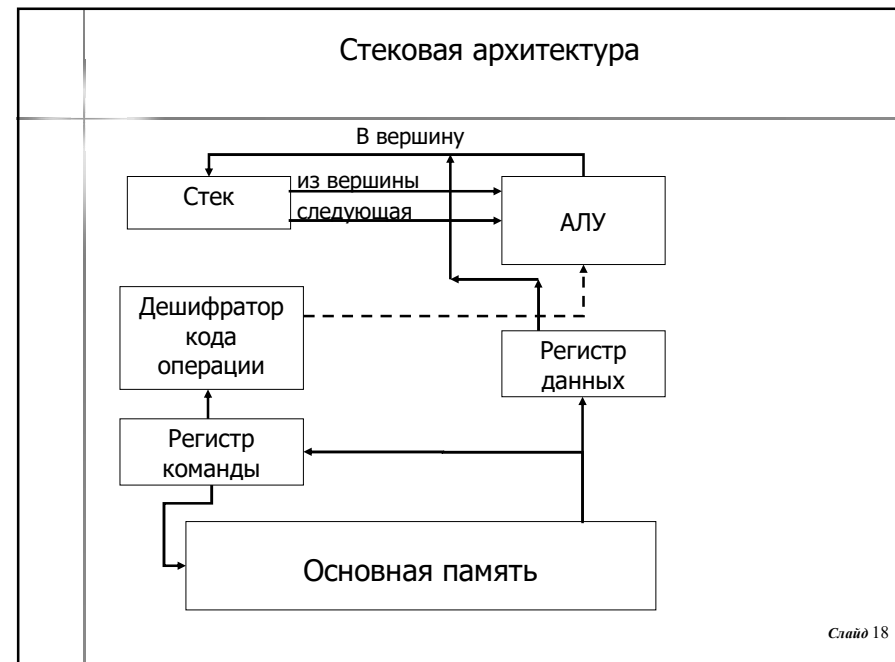 Стековая архитектура
В вершину
Стек
из вершины
следующая
АЛУ
Дешифратор
кода
операции
Регистр
данных
Регистр
команды
Основная память
Слайд 18